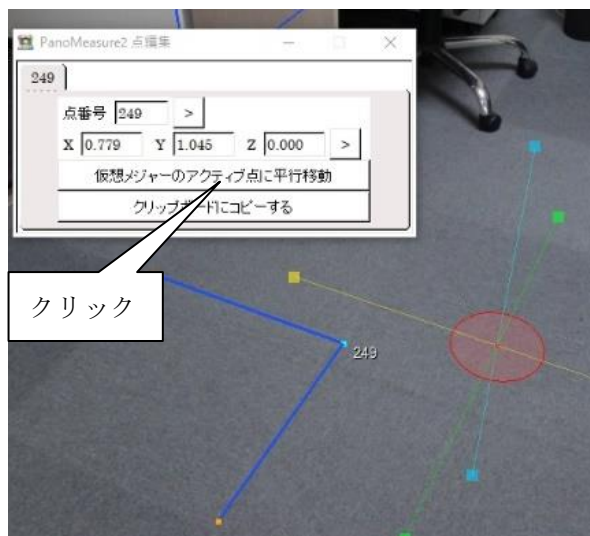 PanoMeasure2 点編集
249
点番号 249 >
X 0.779 Y 1.045 Z 0.000 >
仮想メジャーのアクティブ点に平行移動
クリップボードにコピーする
クリック
249